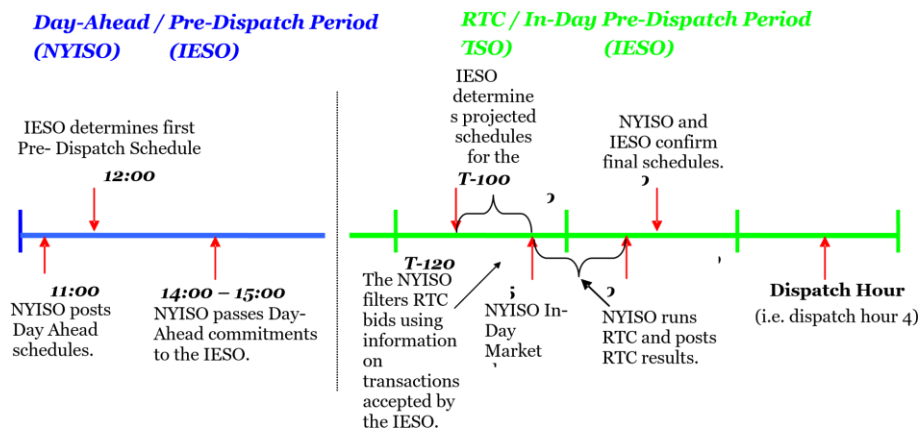 Day-Ahead / Pre-Dispatch Period
(NYISO) (IESO)
RTC / In-Day Pre-Dispatch Period
ISO) (IESO)
IESO determines first
Pre- Dispatch Schedule
12:00
11:00
NYISO posts
Day Ahead
schedules.
14:00 – 15:00
NYISO passes Day-
Ahead commitments
to the IESO.
IESO
determine
s projected
schedules
for the
T-100
NYISO and
IESO confirm
final schedules.
T-120
The NYISO
filters RTC
bids using
information
on
transactions
accepted by
the IESO.
NYISO In-
Day
Market
NYISO runs
RTC and posts
RTC results.
Dispatch Hour
(i.e. dispatch hour 4)